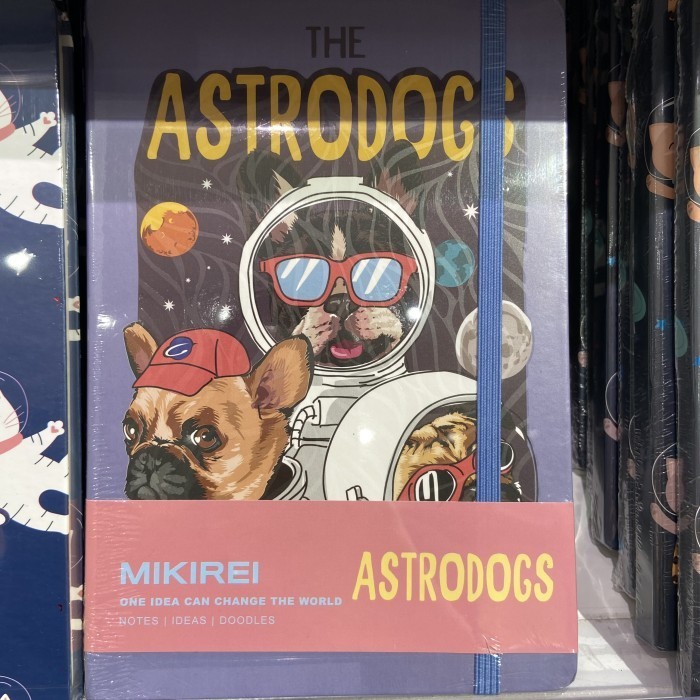 THE
ASTRODOGS
MIKIREI
ASTRODOGS
ONE IDEA CAN CHANGE THE WORLD
NOTES | IDEAS | DOODLES